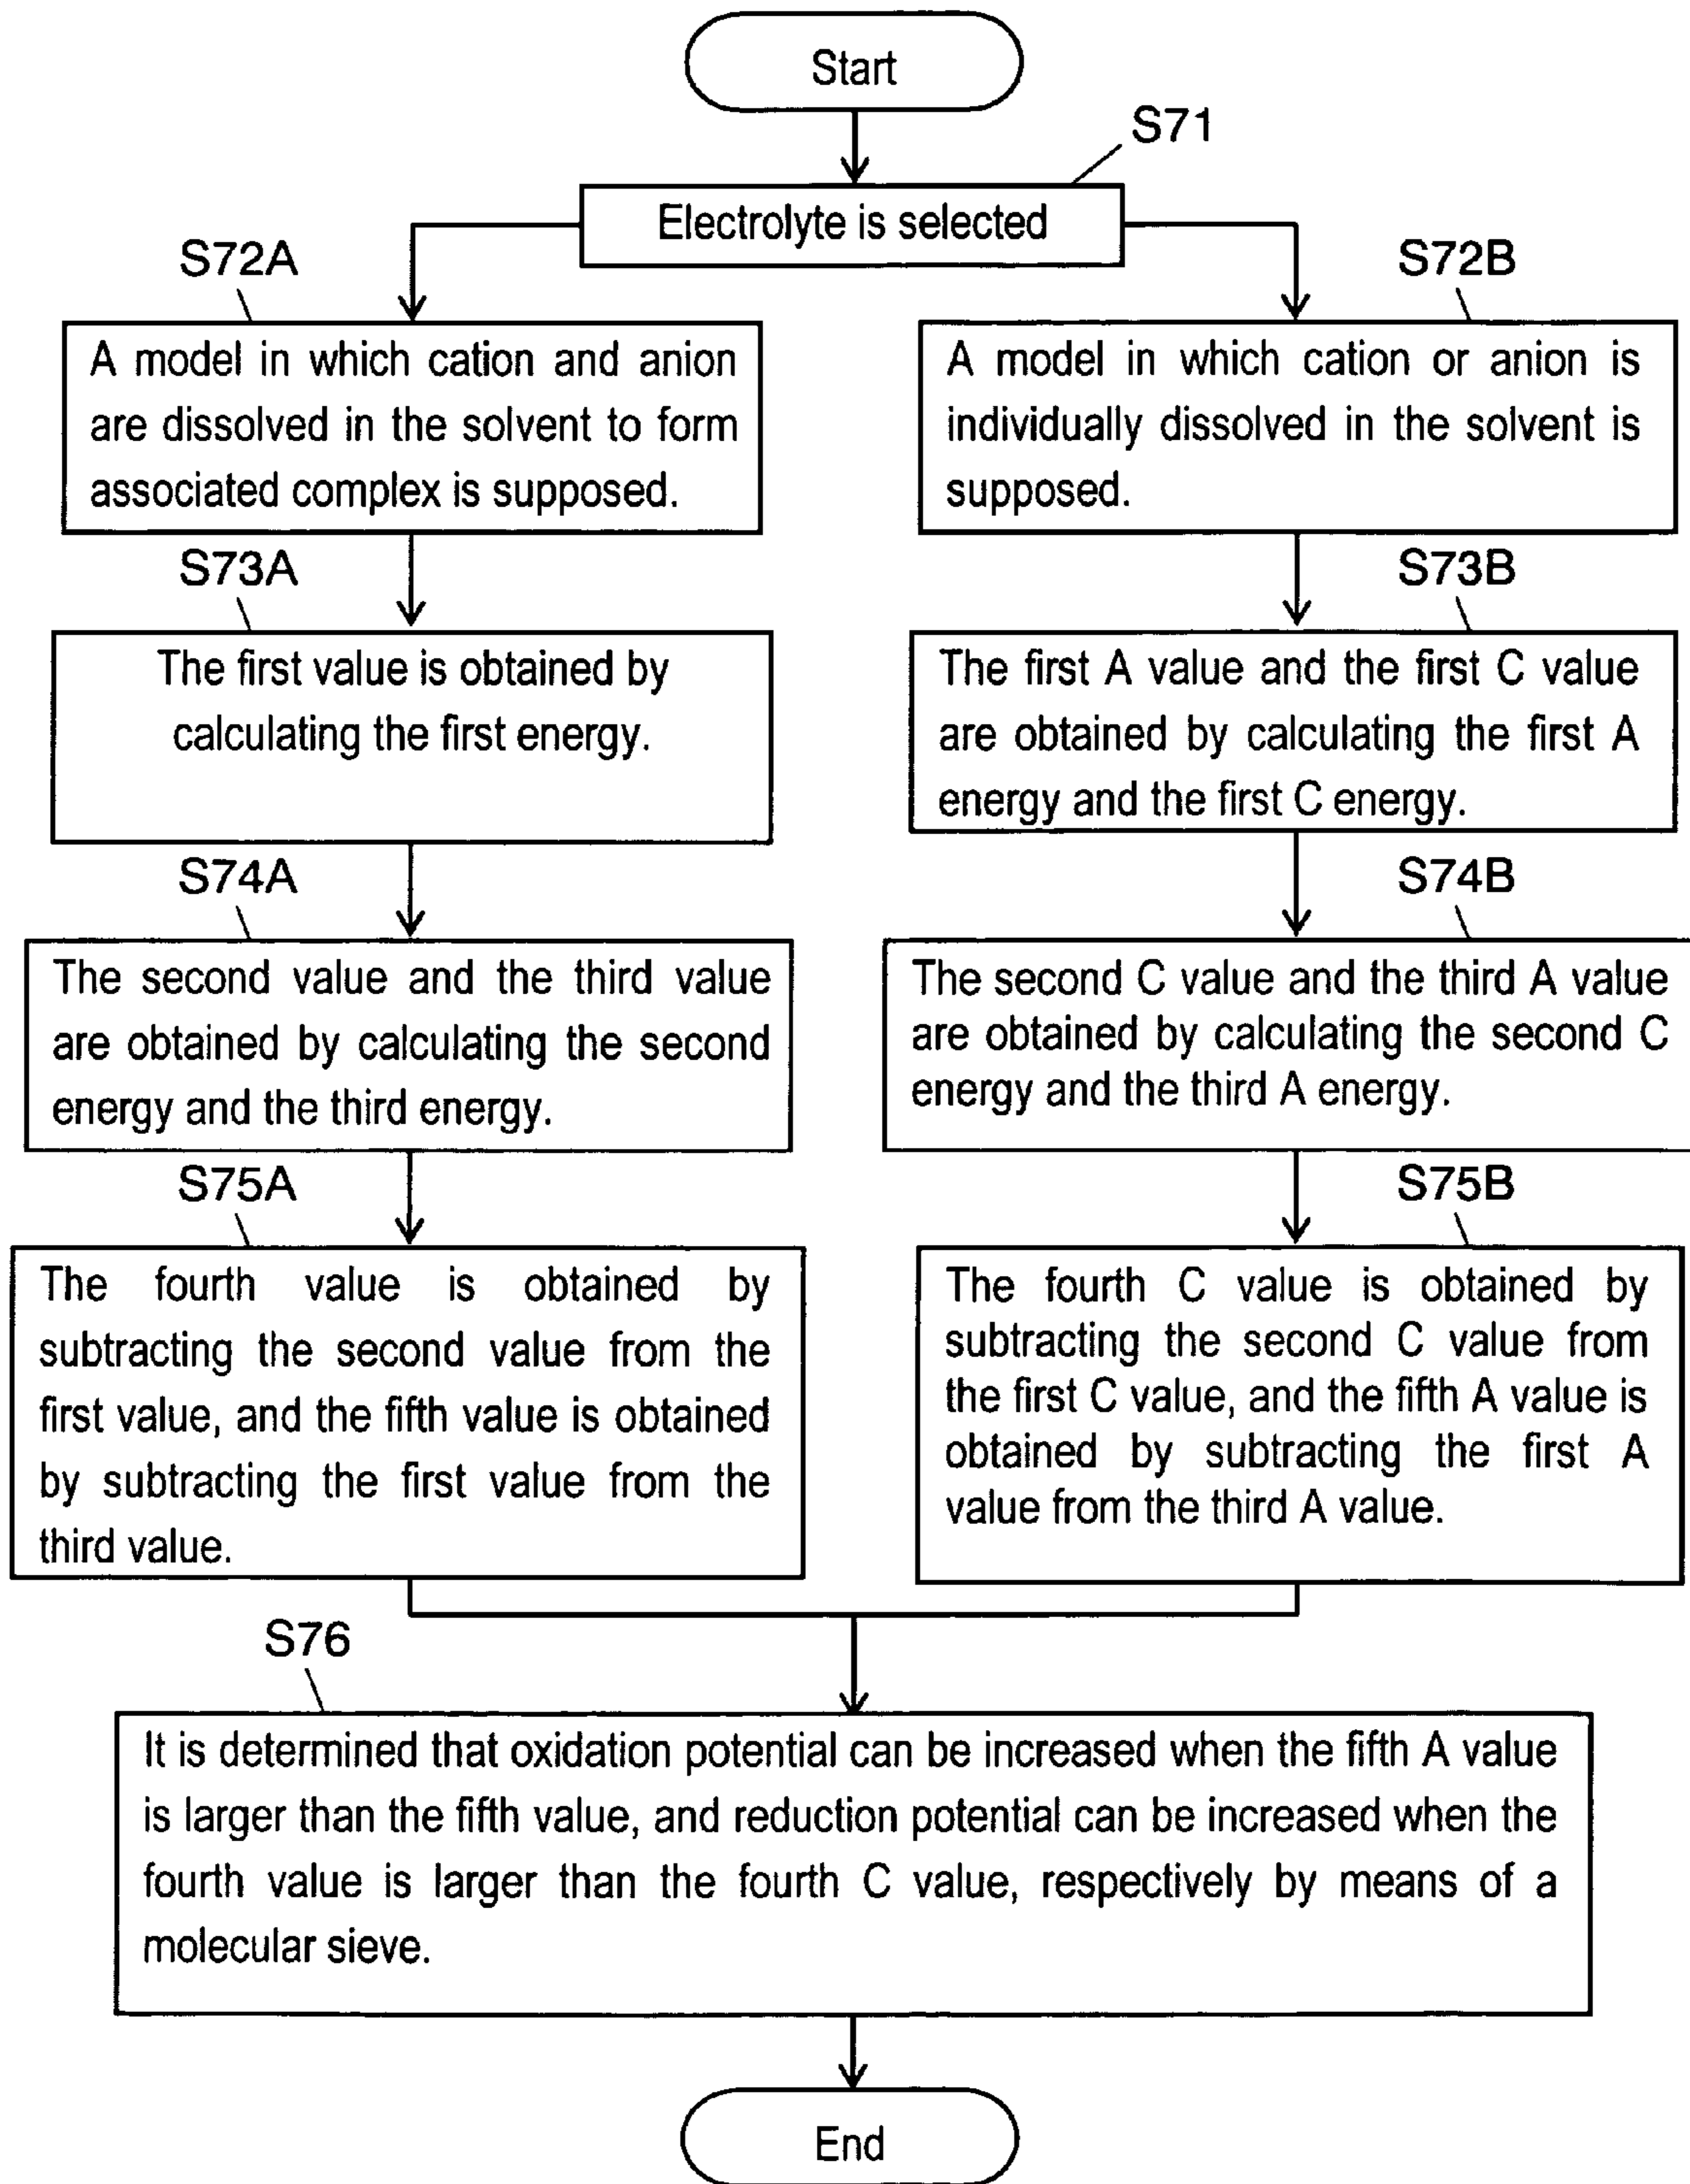 Start
S71
Electrolyte is selected
S72A
A model in which cation and anion
are dissolved in the solvent to form
associated complex is supposed.
S72B
A model in which cation or anion is
individually dissolved in the solvent is
supposed.
S73A
The first value is obtained by
calculating the first energy.
S73B
The first A value and the first C value
are obtained by calculating the first A
energy and the first C energy.
S74A
The second value and the third value
are obtained by calculating the second
energy and the third energy.
S74B
The second C value and the third A value
are obtained by calculating the second C
energy and the third A energy.
S75A
The fourth value is obtained by
subtracting the second value from the
first value, and the fifth value is obtained
by subtracting the first value from the
third value.
S75B
The fourth C value is obtained by
subtracting the second C value from
the first C value, and the fifth A value is
obtained by subtracting the first A
value from the third A value.
S76
It is determined that oxidation potential can be increased when the fifth A value
is larger than the fifth value, and reduction potential can be increased when the
fourth value is larger than the fourth C value, respectively by means of a
molecular sieve.
End